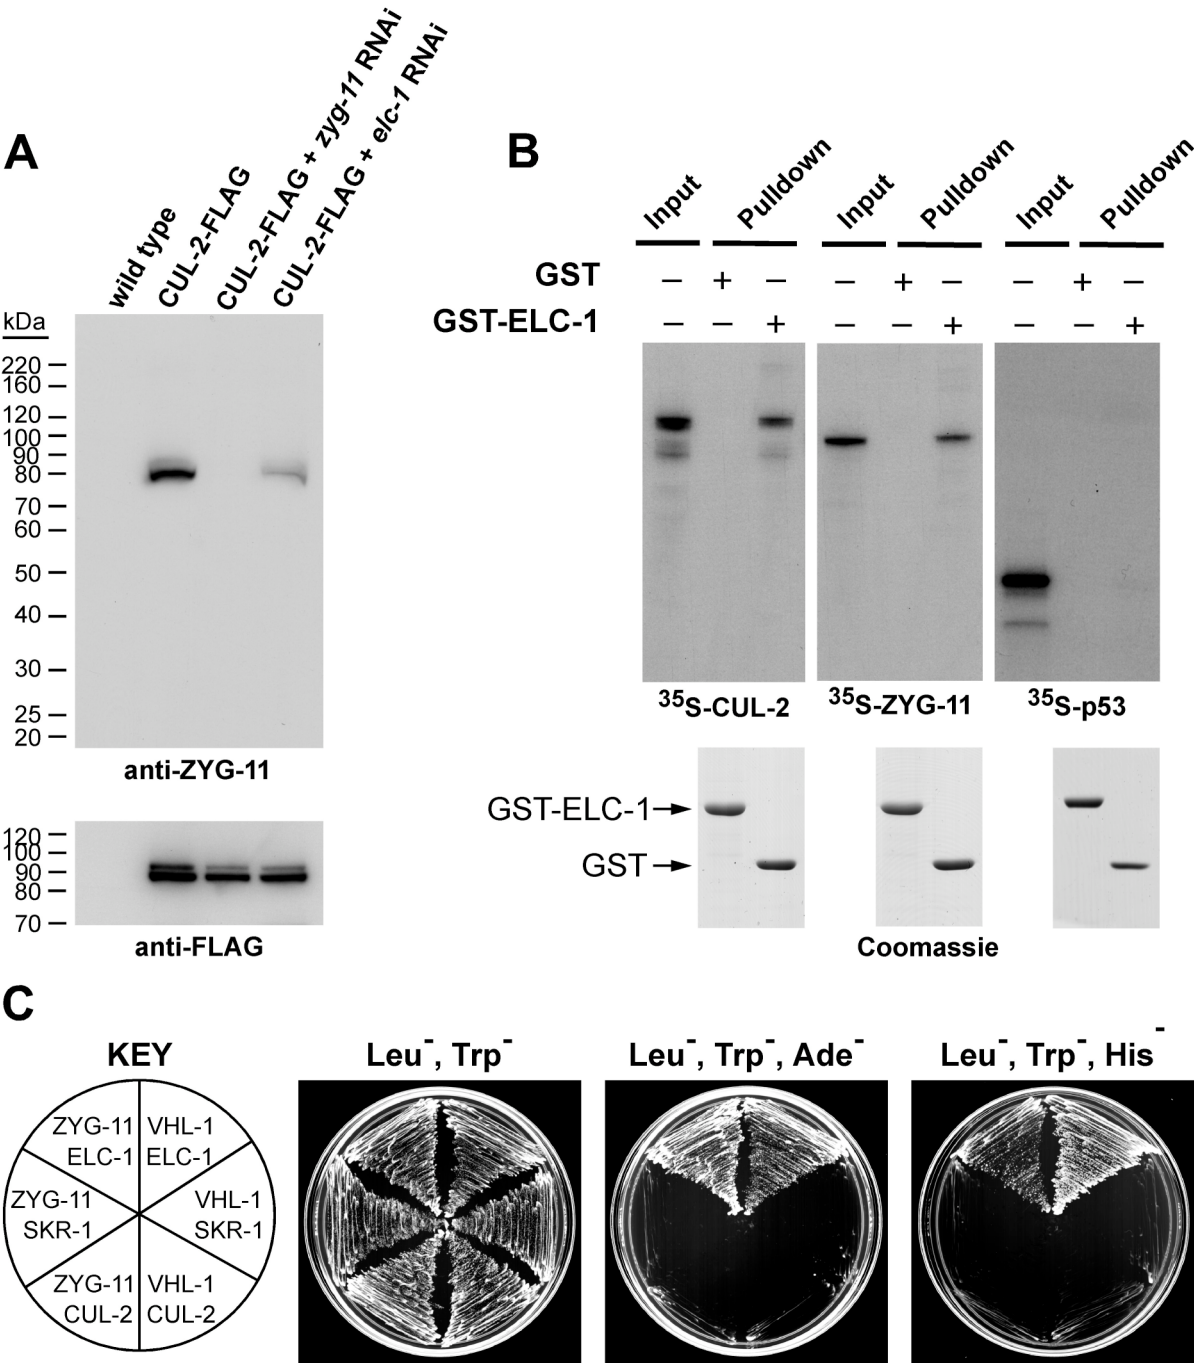 A
wild type
CUL-2-FLAG
CUL-2-FLAG + zyg-11 RNAi
CUL-2-FLAG + elc-1 RNAi
kDa
220
160
120
100
90
80
70
60
50
40
30
25
20
anti-ZYG-11
120
100
90
80
70
anti-FLAG
B
Input Pulldown Input Pulldown Input Pulldown
GST – + – – + – – + –
GST-ELC-1 – – + – – + – – +
35S-CUL-2 35S-ZYG-11 35S-p53
GST-ELC-1
GST
Coomassie
C
KEY
ZYG-11 VHL-1
ELC-1 ELC-1
ZYG-11 VHL-1
SKR-1 SKR-1
ZYG-11 VHL-1
CUL-2 CUL-2
Leu-, Trp- Leu-, Trp-, Ade- Leu-, Trp-, His-